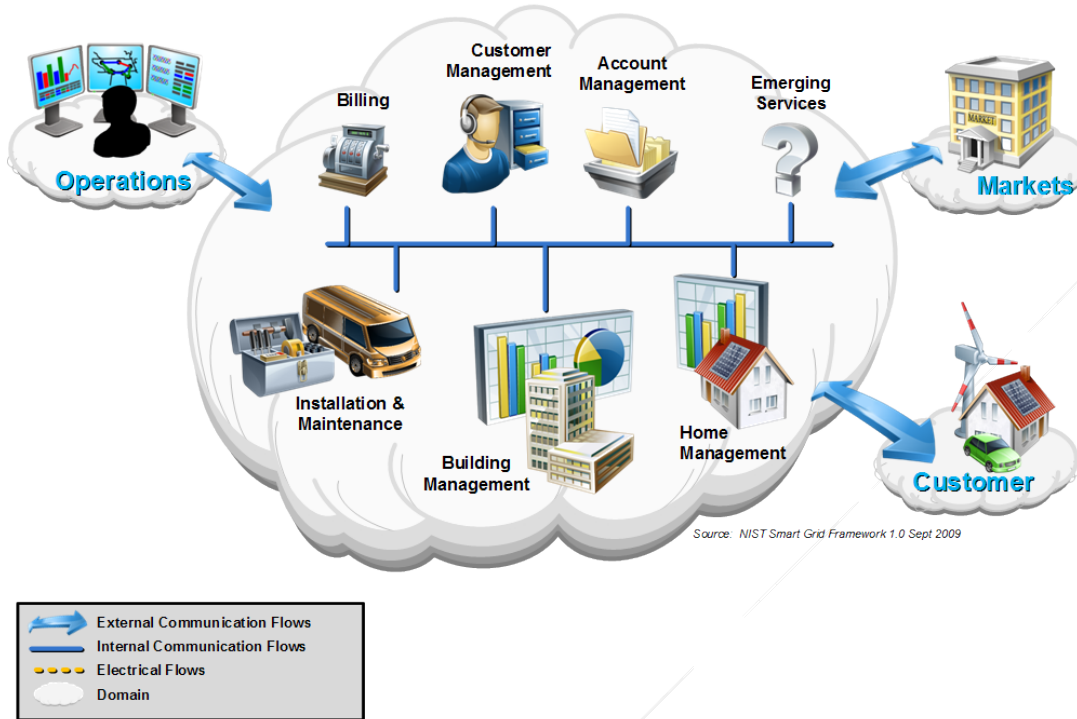 Customer
Management
Account
Management
Emerging
Services
Billing
MARKET
Operations
Markets
Installation &
Maintenance
Building
Management
Home
Management
Customer
Source: NIST Smart Grid Framework 1.0 Sept 2009
External Communication Flows
Internal Communication Flows
Electrical Flows
Domain